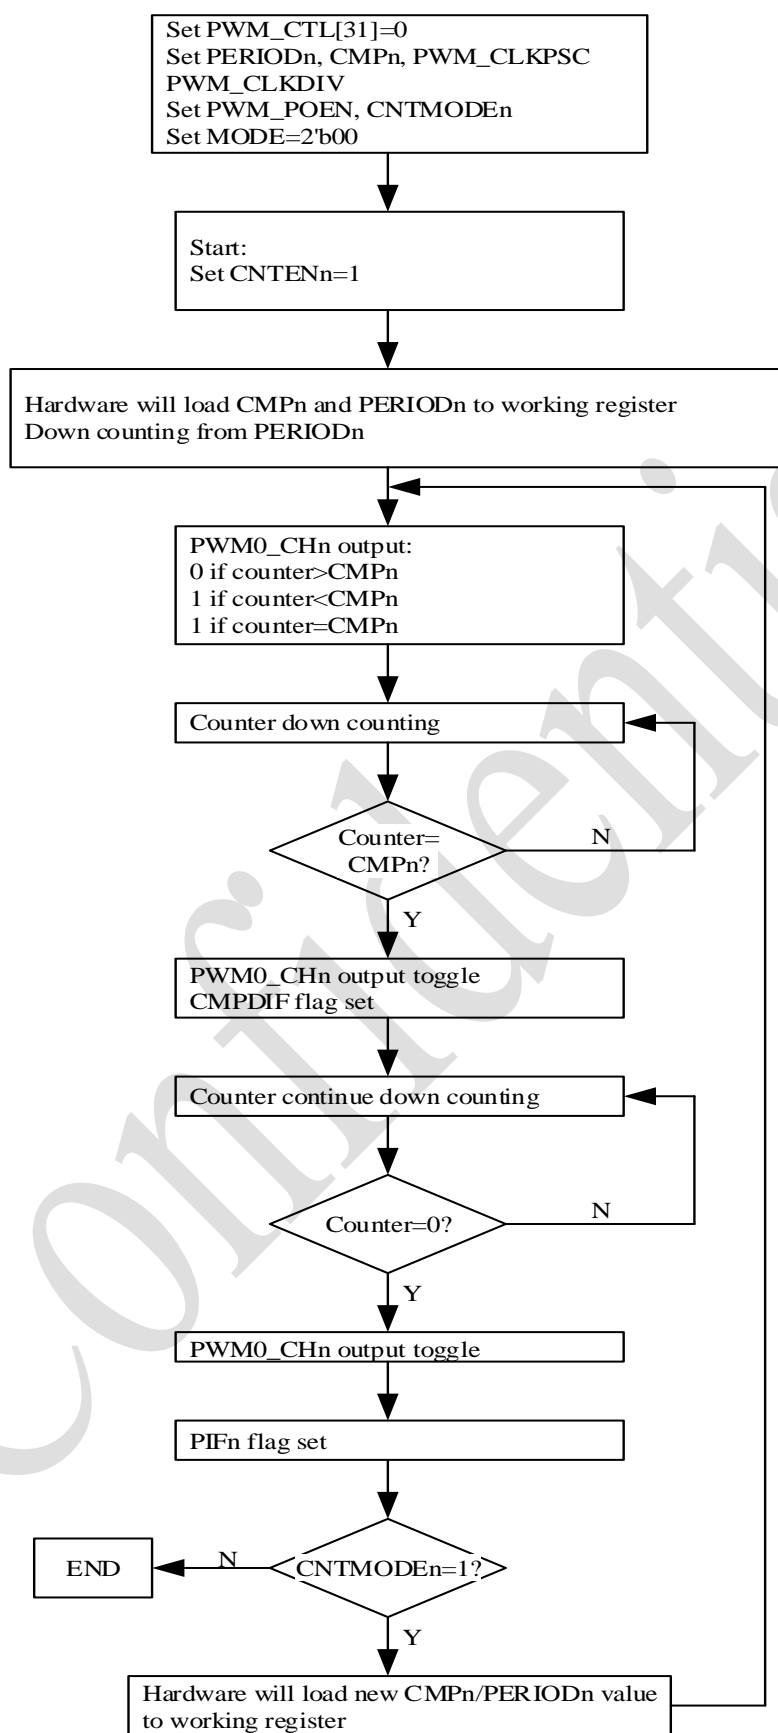 Set PWM_CTL[31]=0
Set PERIODn, CMPn, PWM_CLKPSC
PWM_CLKDIV
Set PWM_POEN, CNTMODEn
Set MODE=2'b00
Start:
Set CNTENn=1
Hardware will load CMPn and PERIODn to working register
Down counting from PERIODn
PWM0_CHn output:
0 if counter>CMPn
1 if counter<CMPn
1 if counter=CMPn
Counter down counting
Counter=
CMPn?
N
Y
PWM0_CHn output toggle
CMPDIF flag set
Counter continue down counting
Counter=0?
N
Y
PWM0_CHn output toggle
PIFn flag set
CNTMODEn=1?
N
END
Y
Hardware will load new CMPn/PERIODn value
to working register
Confidenti